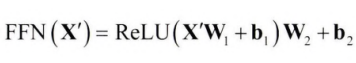 FFN(X′) = ReLU(X′W₁ + b₁)W₂ + b₂